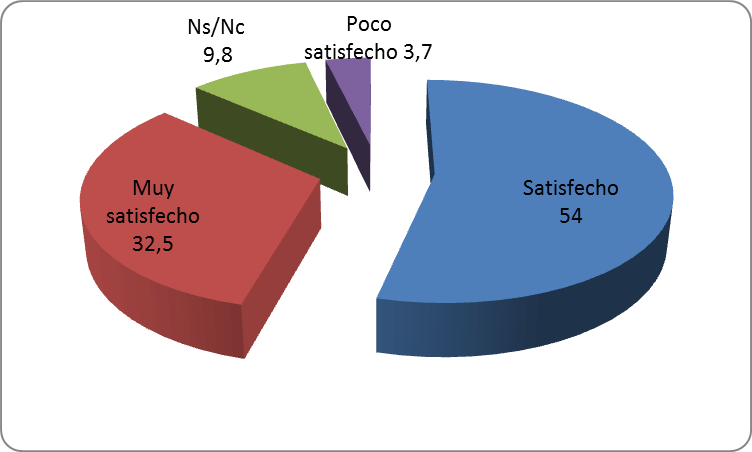 Ns/Nc
9,8
Poco
satisfecho 3,7
Muy
satisfecho
32,5
Satisfecho
54